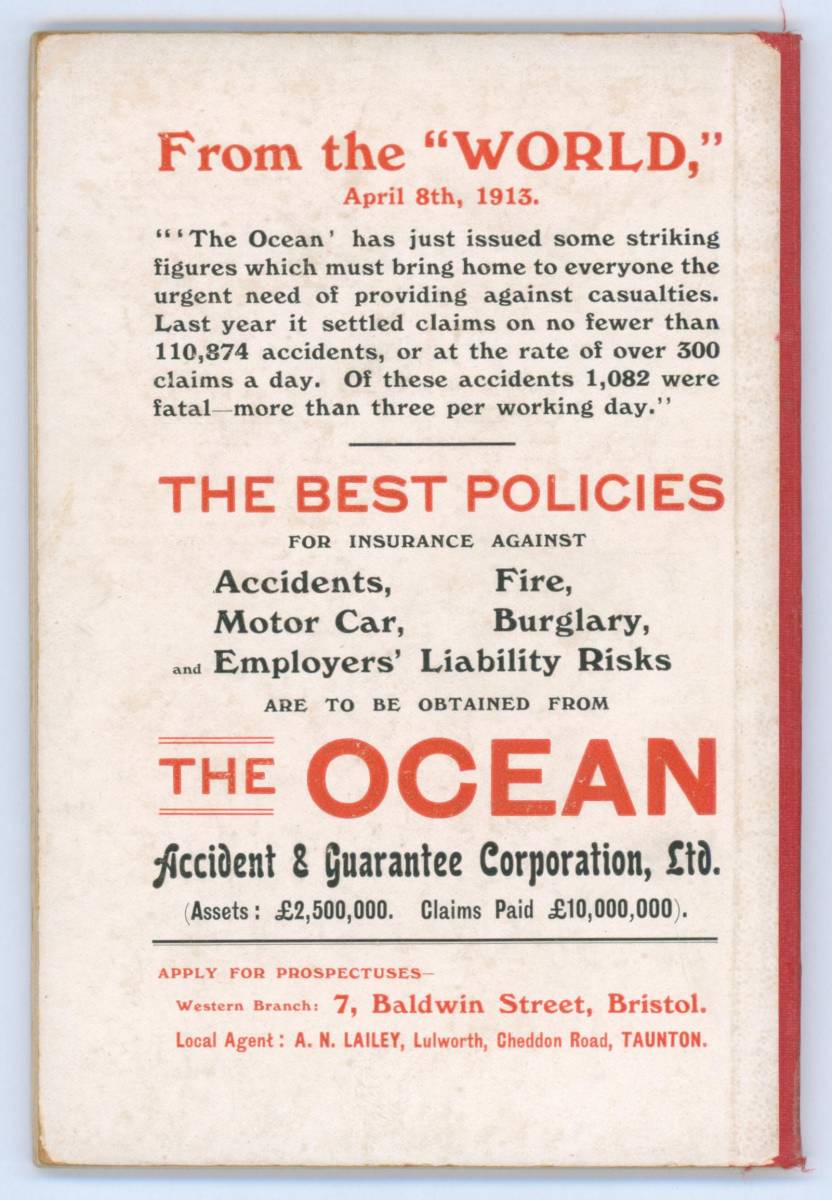 From the “WORLD,”
April 8th, 1913.
“‘The Ocean’ has just issued some striking
figures which must bring home to everyone the
urgent need of providing against casualties.
Last year it settled claims on no fewer than
110,874 accidents, or at the rate of over 300
claims a day. Of these accidents 1,082 were
fatal—more than three per working day.”
THE BEST POLICIES
FOR INSURANCE AGAINST
Accidents, Fire,
Motor Car, Burglary,
and Employers’ Liability Risks
ARE TO BE OBTAINED FROM
THE OCEAN
Accident & Guarantee Corporation, Ltd.
(Assets: £2,500,000. Claims Paid £10,000,000).
APPLY FOR PROSPECTUSES—
Western Branch: 7, Baldwin Street, Bristol.
Local Agent: A. N. LAILEY, Lulworth, Cheddon Road, TAUNTON.